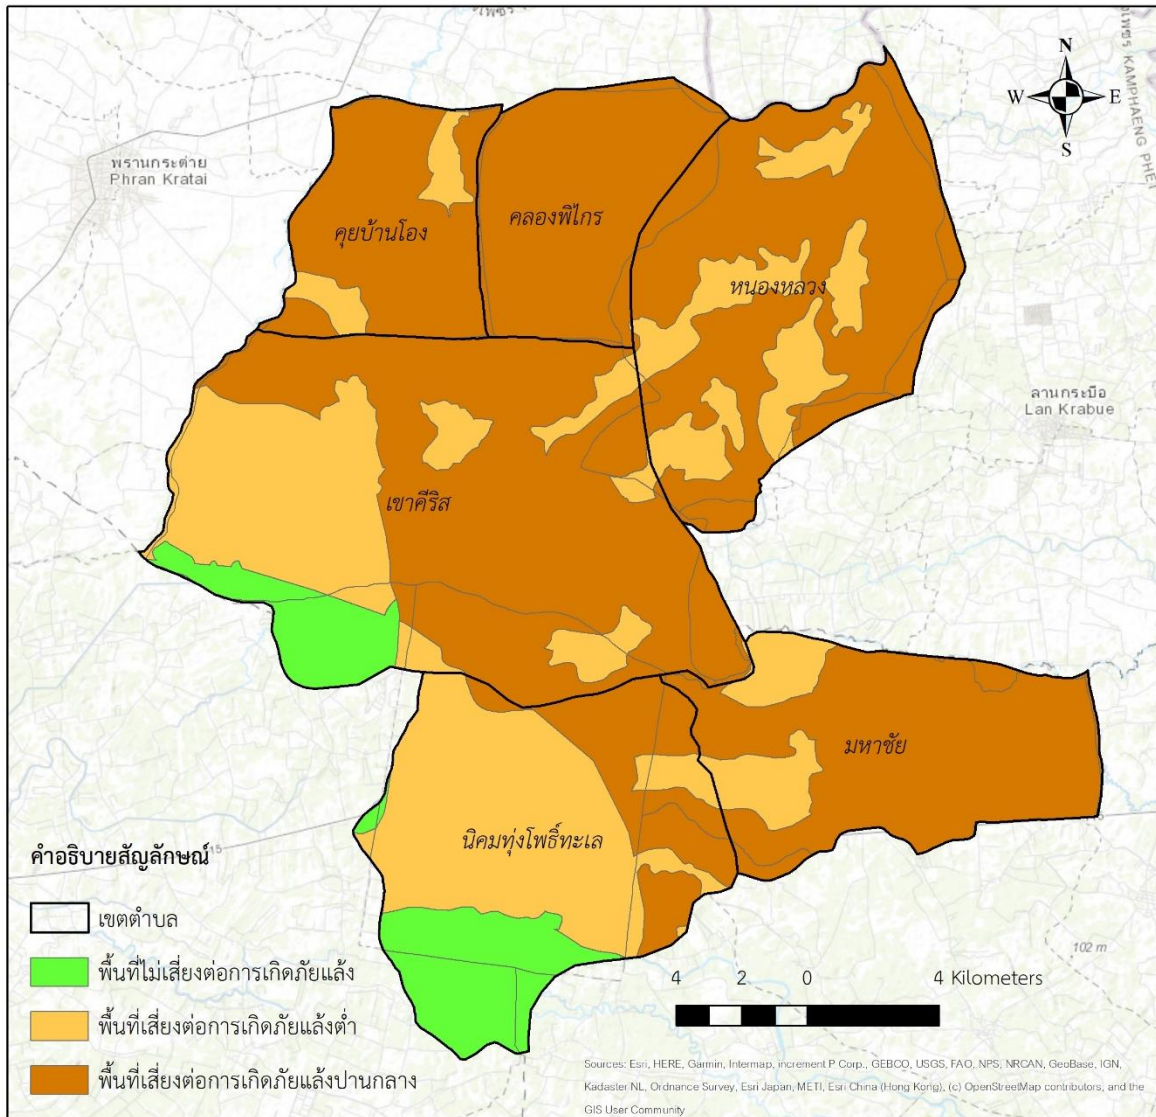 N
W E
S
KAMPHAENG PHET
พรานกระต่าย
Phran Kratai
คุยบ้านโอง
คลองพิไกร
หนองหลวง
ลานกระบือ
Lan Krabue
เขาคีริส
มหาชัย
นิคมทุ่งโพธิ์ทะเล
115
102 m
คำอธิบายสัญลักษณ์
เขตตำบล
พื้นที่ไม่เสี่ยงต่อการเกิดภัยแล้ง
พื้นที่เสี่ยงต่อการเกิดภัยแล้งต่ำ
พื้นที่เสี่ยงต่อการเกิดภัยแล้งปานกลาง
4 2 0 4 Kilometers
Sources: Esri, HERE, Garmin, Intermap, increment P Corp., GEBCO, USGS, FAO, NPS, NRCAN, GeoBase, IGN,
Kadaster NL, Ordnance Survey, Esri Japan, METI, Esri China (Hong Kong), (c) OpenStreetMap contributors, and the
GIS User Community